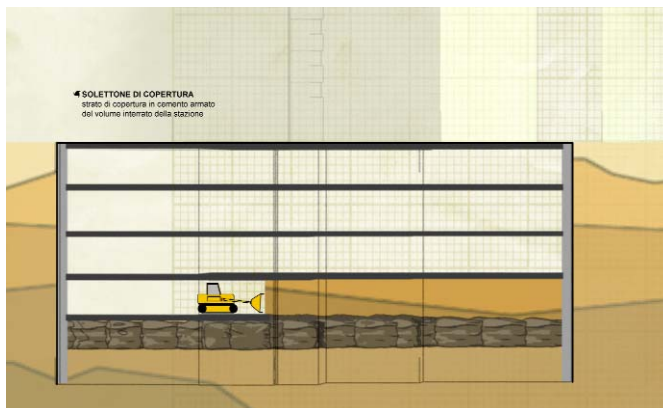 SOLETTONE DI COPERTURA
strato di copertura in cemento armato
del volume interrato della stazione